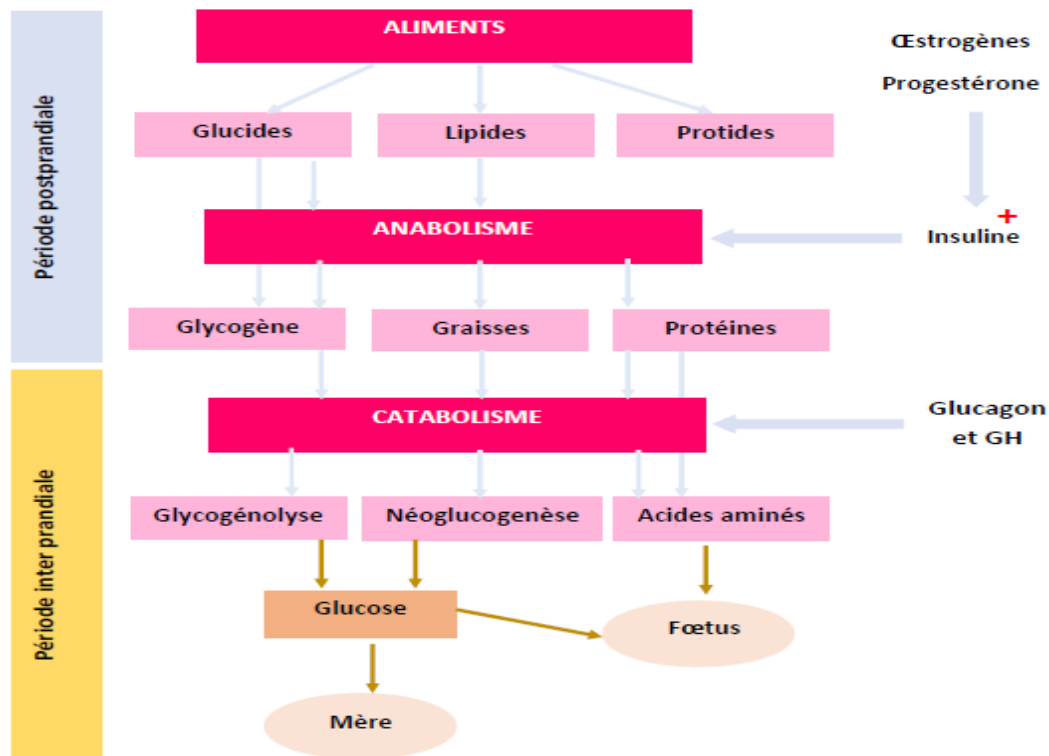 ALIMENTS
Œstrogènes
Progestérone
Glucides
Lipides
Protides
Période postprandiale
ANABOLISME
+
Insuline
Glycogène
Graisses
Protéines
CATABOLISME
Glucagon
et GH
Période inter prandiale
Glycogénolyse
Néoglucogenèse
Acides aminés
Glucose
Fœtus
Mère